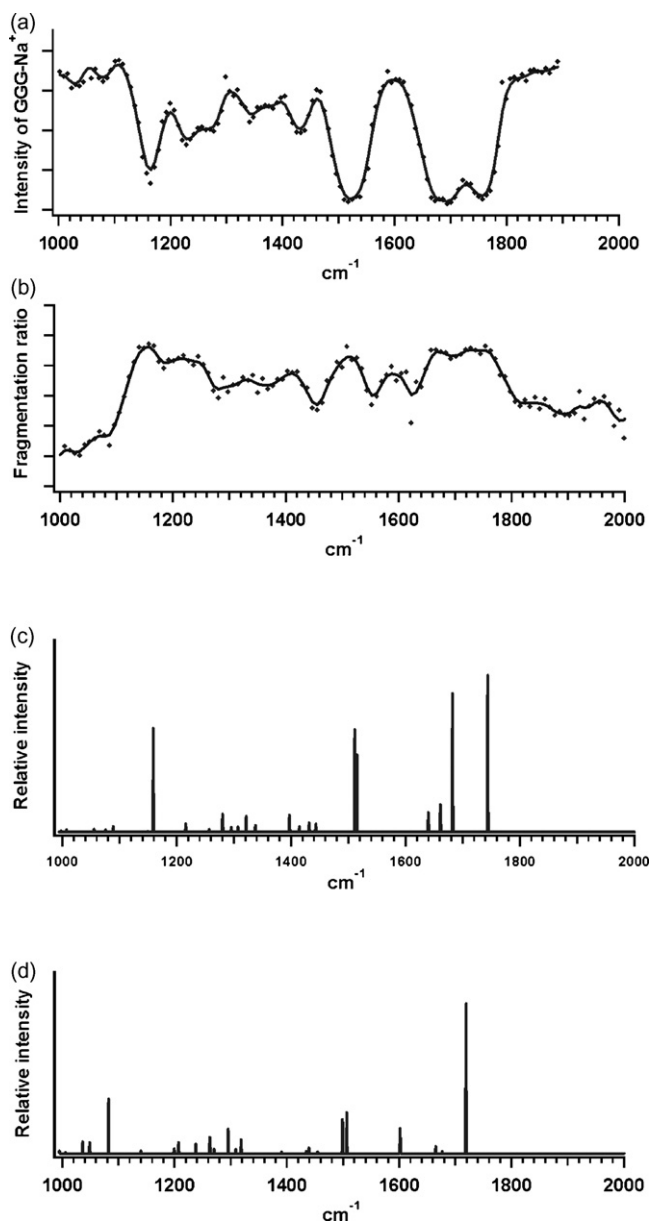 (a)
Intensity of GGG-Na+
1000 1200 1400 1600 1800 2000
cm-1
(b)
Fragmentation ratio
1000 1200 1400 1600 1800 2000
cm-1
(c)
Relative intensity
1000 1200 1400 1600 1800 2000
cm-1
(d)
Relative intensity
1000 1200 1400 1600 1800 2000
cm-1